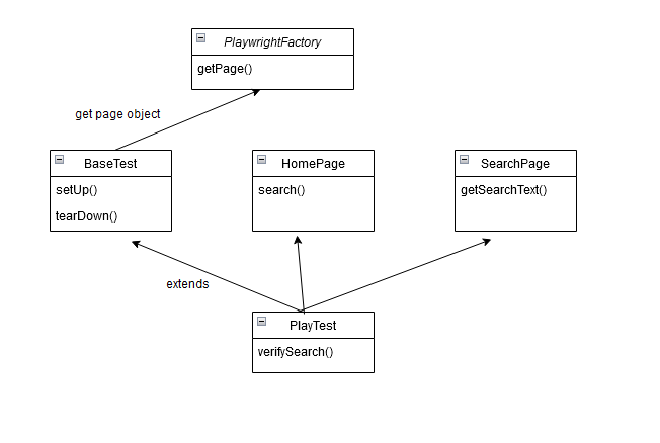 PlaywrightFactory
getPage()
get page object
BaseTest
setUp()
tearDown()
HomePage
search()
SearchPage
getSearchText()
extends
PlayTest
verifySearch()